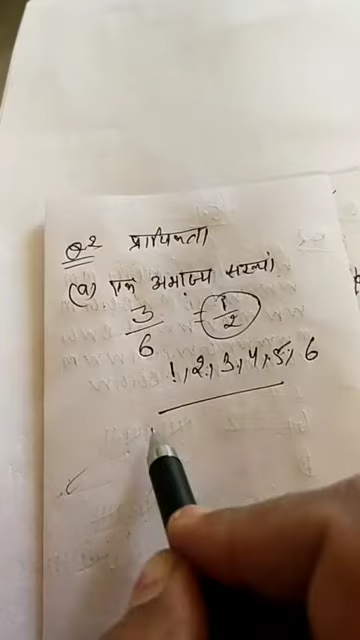 Q2 प्रायिकता
(a) एक अभाज्य संख्या
3/6 = 1/2
1, 2, 3, 4, 5, 6